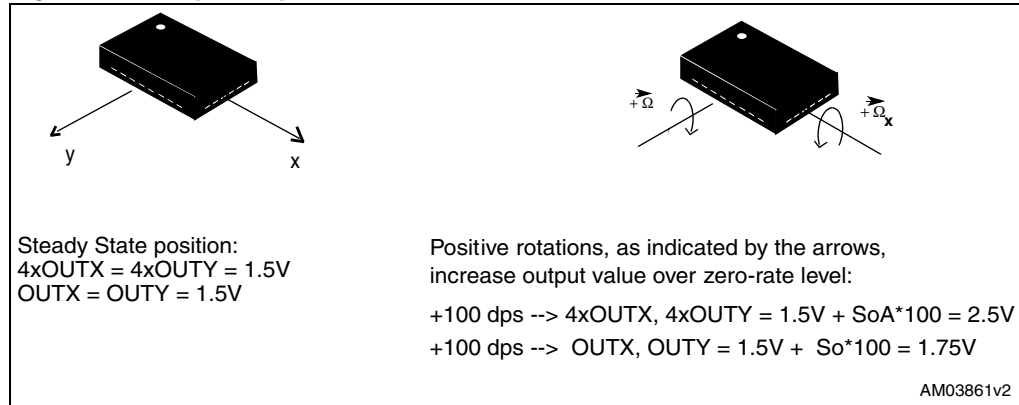 y
x
+ Ω
+ Ω x
Steady State position:
4xOUTX = 4xOUTY = 1.5V
OUTX = OUTY = 1.5V
Positive rotations, as indicated by the arrows,
increase output value over zero-rate level:
+100 dps --> 4xOUTX, 4xOUTY = 1.5V + SoA*100 = 2.5V
+100 dps --> OUTX, OUTY = 1.5V + So*100 = 1.75V
AM03861v2